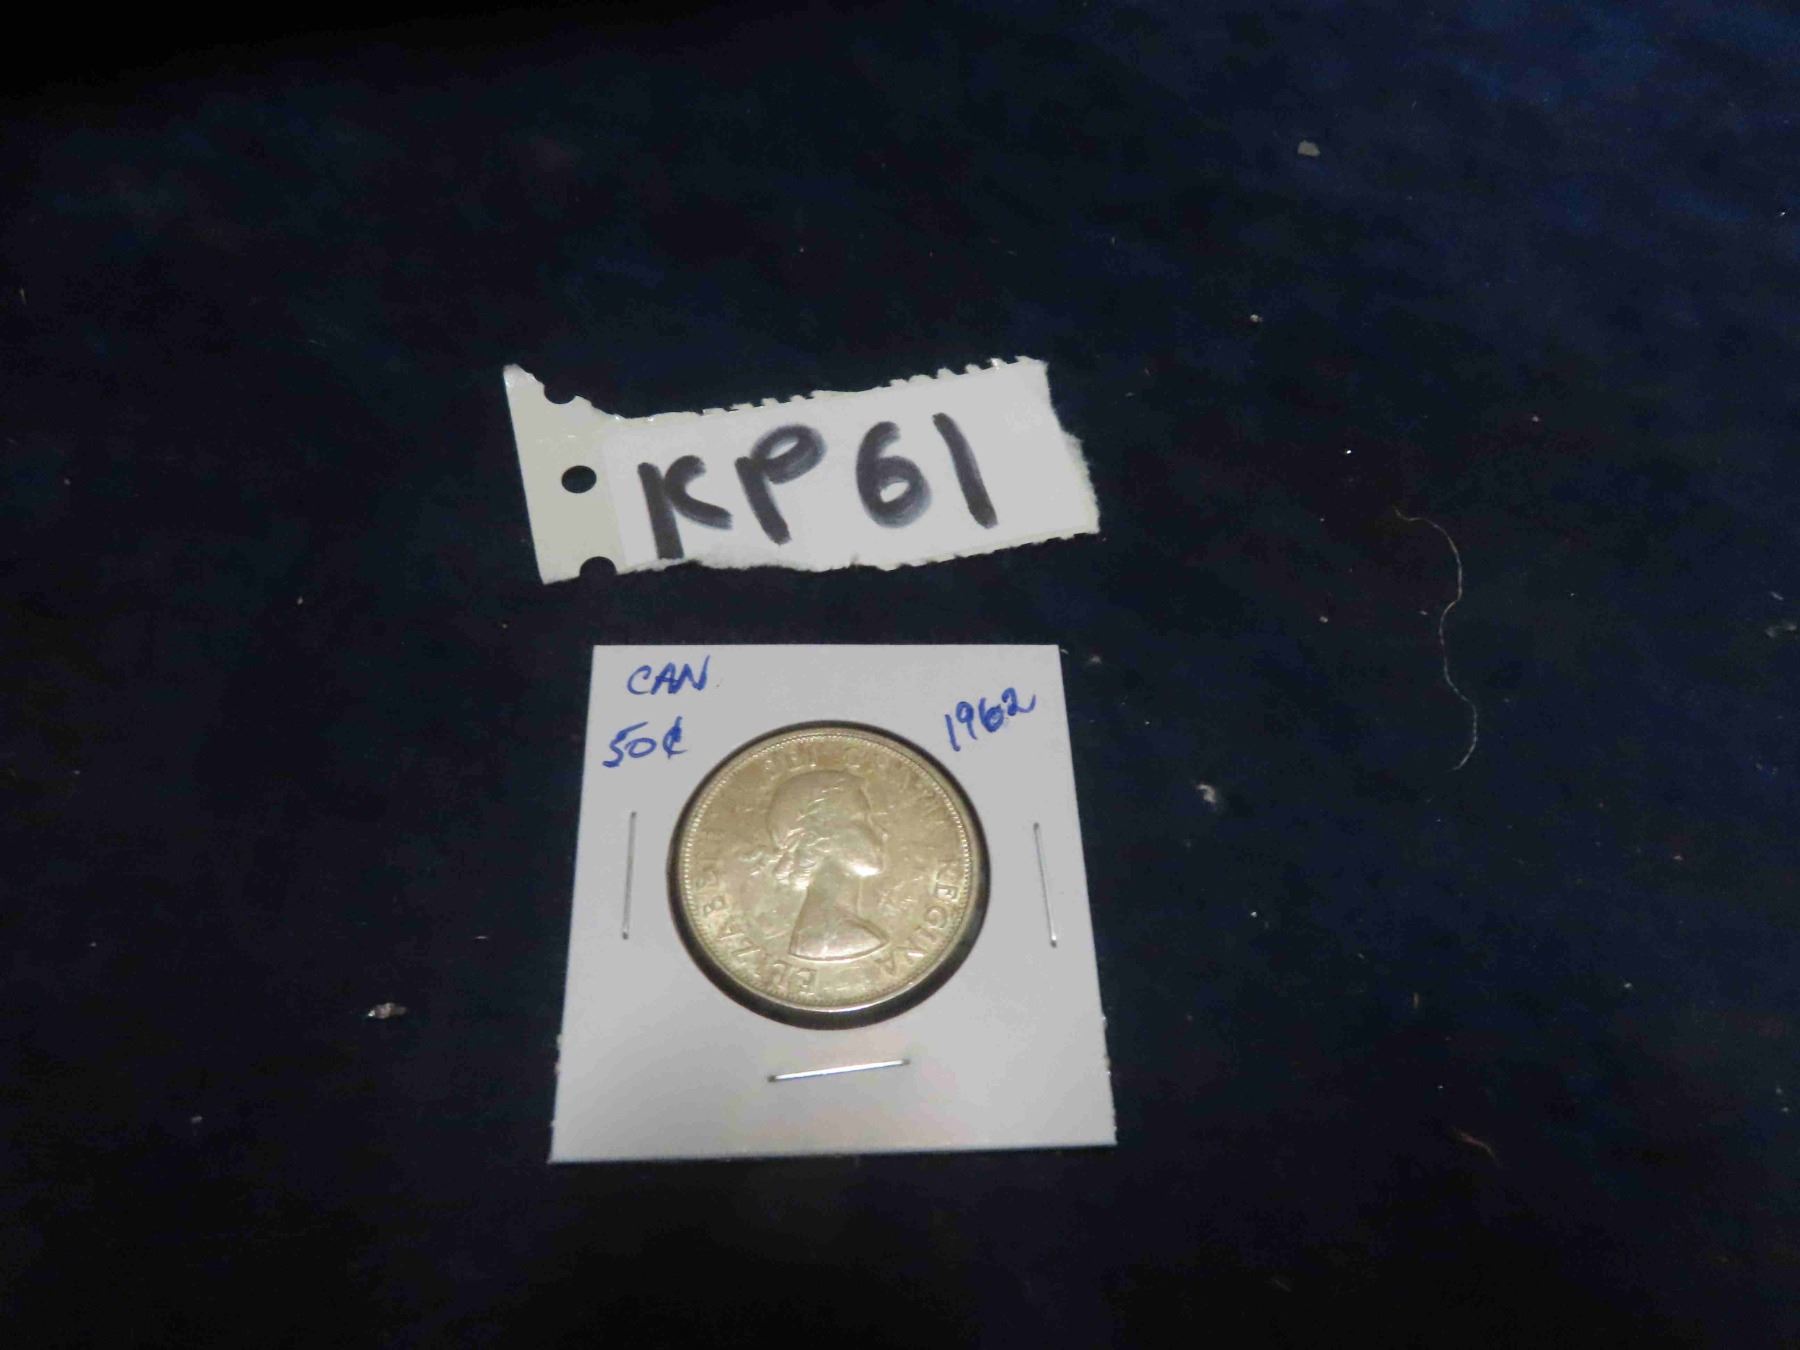 KP61
CAN
50¢
1962
ELIZABETH II DEI GRATIA REGINA